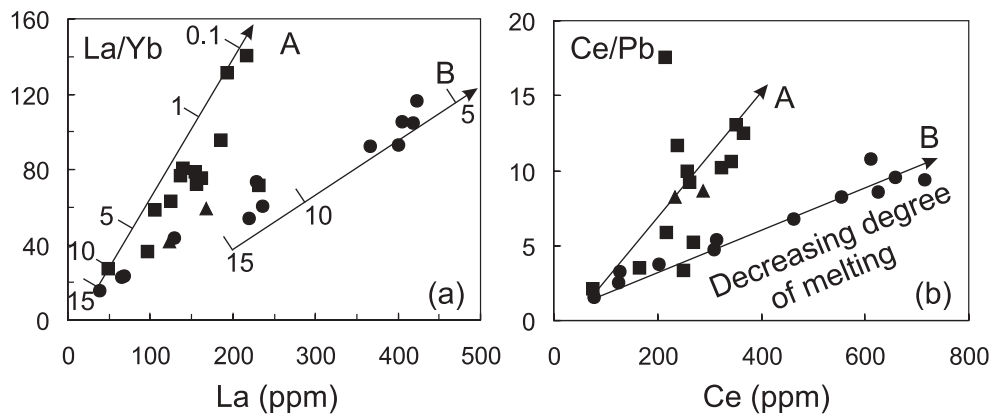 160
120
80
40
0
La/Yb
0.1
A
1
5
10
15
B
5
10
15
(a)
0 100 200 300 400 500
La (ppm)
20
15
10
5
0
Ce/Pb
A
B
Decreasing degree
of melting
(b)
0 200 400 600 800
Ce (ppm)